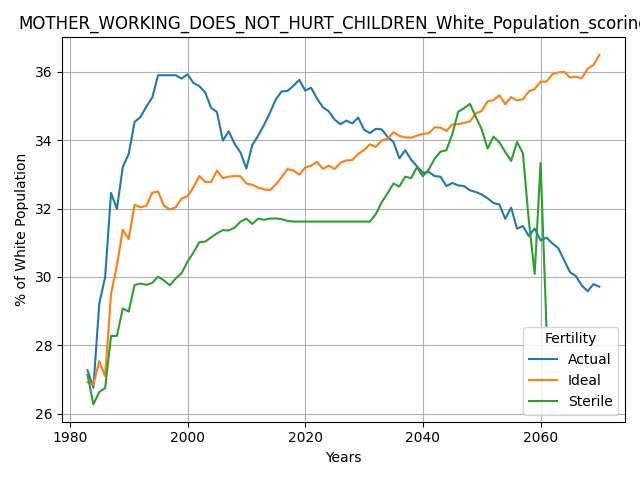 MOTHER_WORKING_DOES_NOT_HURT_CHILDREN_White_Population_scoring
% of White Population
36
34
32
30
28
26
1980
2000
2020
2040
2060
Years
Fertility
Actual
Ideal
Sterile